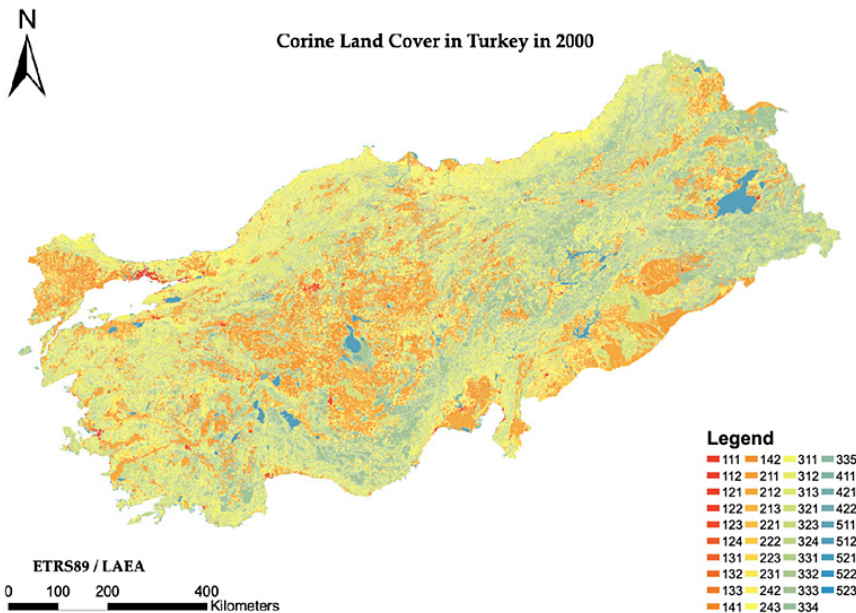 N
Corine Land Cover in Turkey in 2000
Legend
111 142 311 335
112 211 312 411
121 212 313 421
122 213 321 422
123 221 323 511
124 222 324 512
131 223 331 521
132 231 332 522
133 242 333 523
141 243 334
ETRS89 / LAEA
0 100 200 400
Kilometers